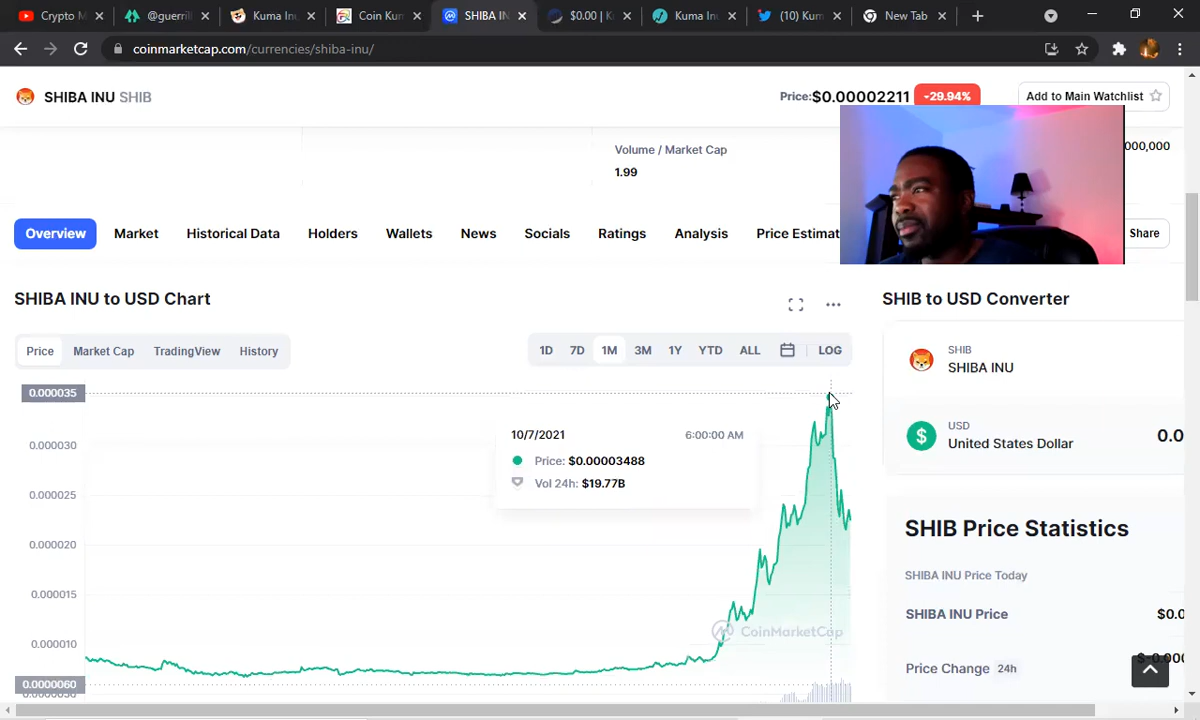 Crypto M
@guerril
Kuma In
Coin Ku
SHIBA IN
$0.00 | K
Kuma In
(10) Kum
New Tab
coinmarketcap.com/currencies/shiba-inu/
SHIBA INU SHIB
Price:$0.00002211
-29.94%
Add to Main Watchlist
Volume / Market Cap
1.99
000,000
Overview
Market
Historical Data
Holders
Wallets
News
Socials
Ratings
Analysis
Price Estimat
Share
SHIBA INU to USD Chart
Price
Market Cap
TradingView
History
1D
7D
1M
3M
1Y
YTD
ALL
LOG
0.000035
0.000030
0.000025
0.000020
0.000015
0.000010
0.0000060
10/7/2021
6:00:00 AM
Price: $0.00003488
Vol 24h: $19.77B
CoinMarketCap
SHIB to USD Converter
SHIB
SHIBA INU
USD
United States Dollar
0.0
SHIB Price Statistics
SHIBA INU Price Today
SHIBA INU Price
$0.0
Price Change 24h